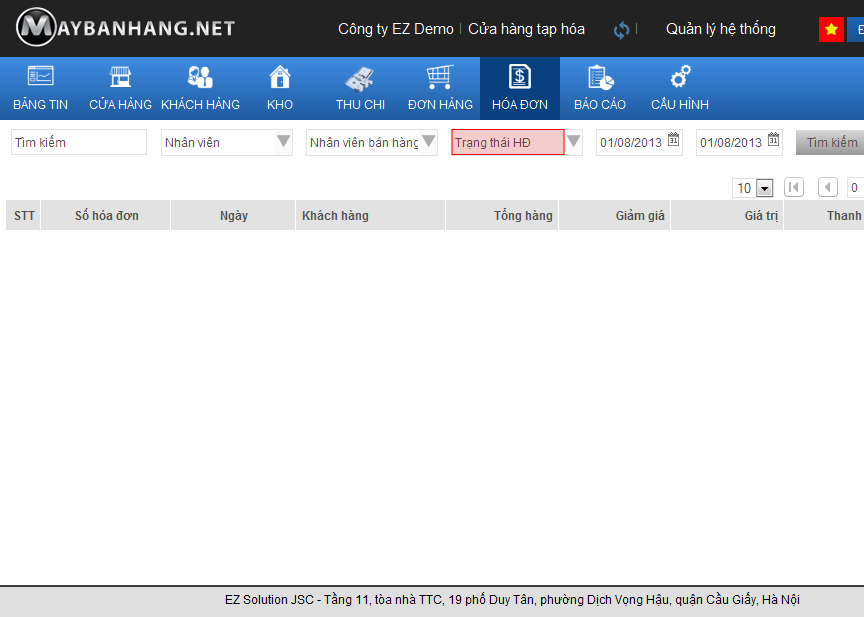 MAYBANHANG.NET
Công ty EZ Demo | Cửa hàng tạp hóa | Quản lý hệ thống
BẢNG TIN CỬA HÀNG KHÁCH HÀNG KHO THU CHI ĐƠN HÀNG HÓA ĐƠN BÁO CÁO CẤU HÌNH
Tìm kiếm Nhân viên Nhân viên bán hàng Trạng thái HĐ 01/08/2013 31 01/08/2013 31 Tìm kiếm
10 0
STT Số hóa đơn Ngày Khách hàng Tổng hàng Giảm giá Giá trị Thanh
EZ Solution JSC - Tầng 11, tòa nhà TTC, 19 phố Duy Tân, phường Dịch Vọng Hậu, quận Cầu Giấy, Hà Nội